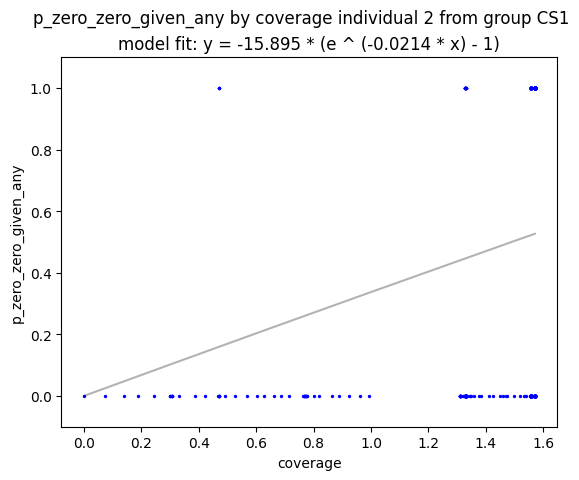 p_zero_zero_given_any by coverage individual 2 from group CS1
model fit: y = -15.895 * (e ^ (-0.0214 * x) - 1)
1.0
0.8
0.6
0.4
0.2
0.0
p_zero_zero_given_any
0.0 0.2 0.4 0.6 0.8 1.0 1.2 1.4 1.6
coverage